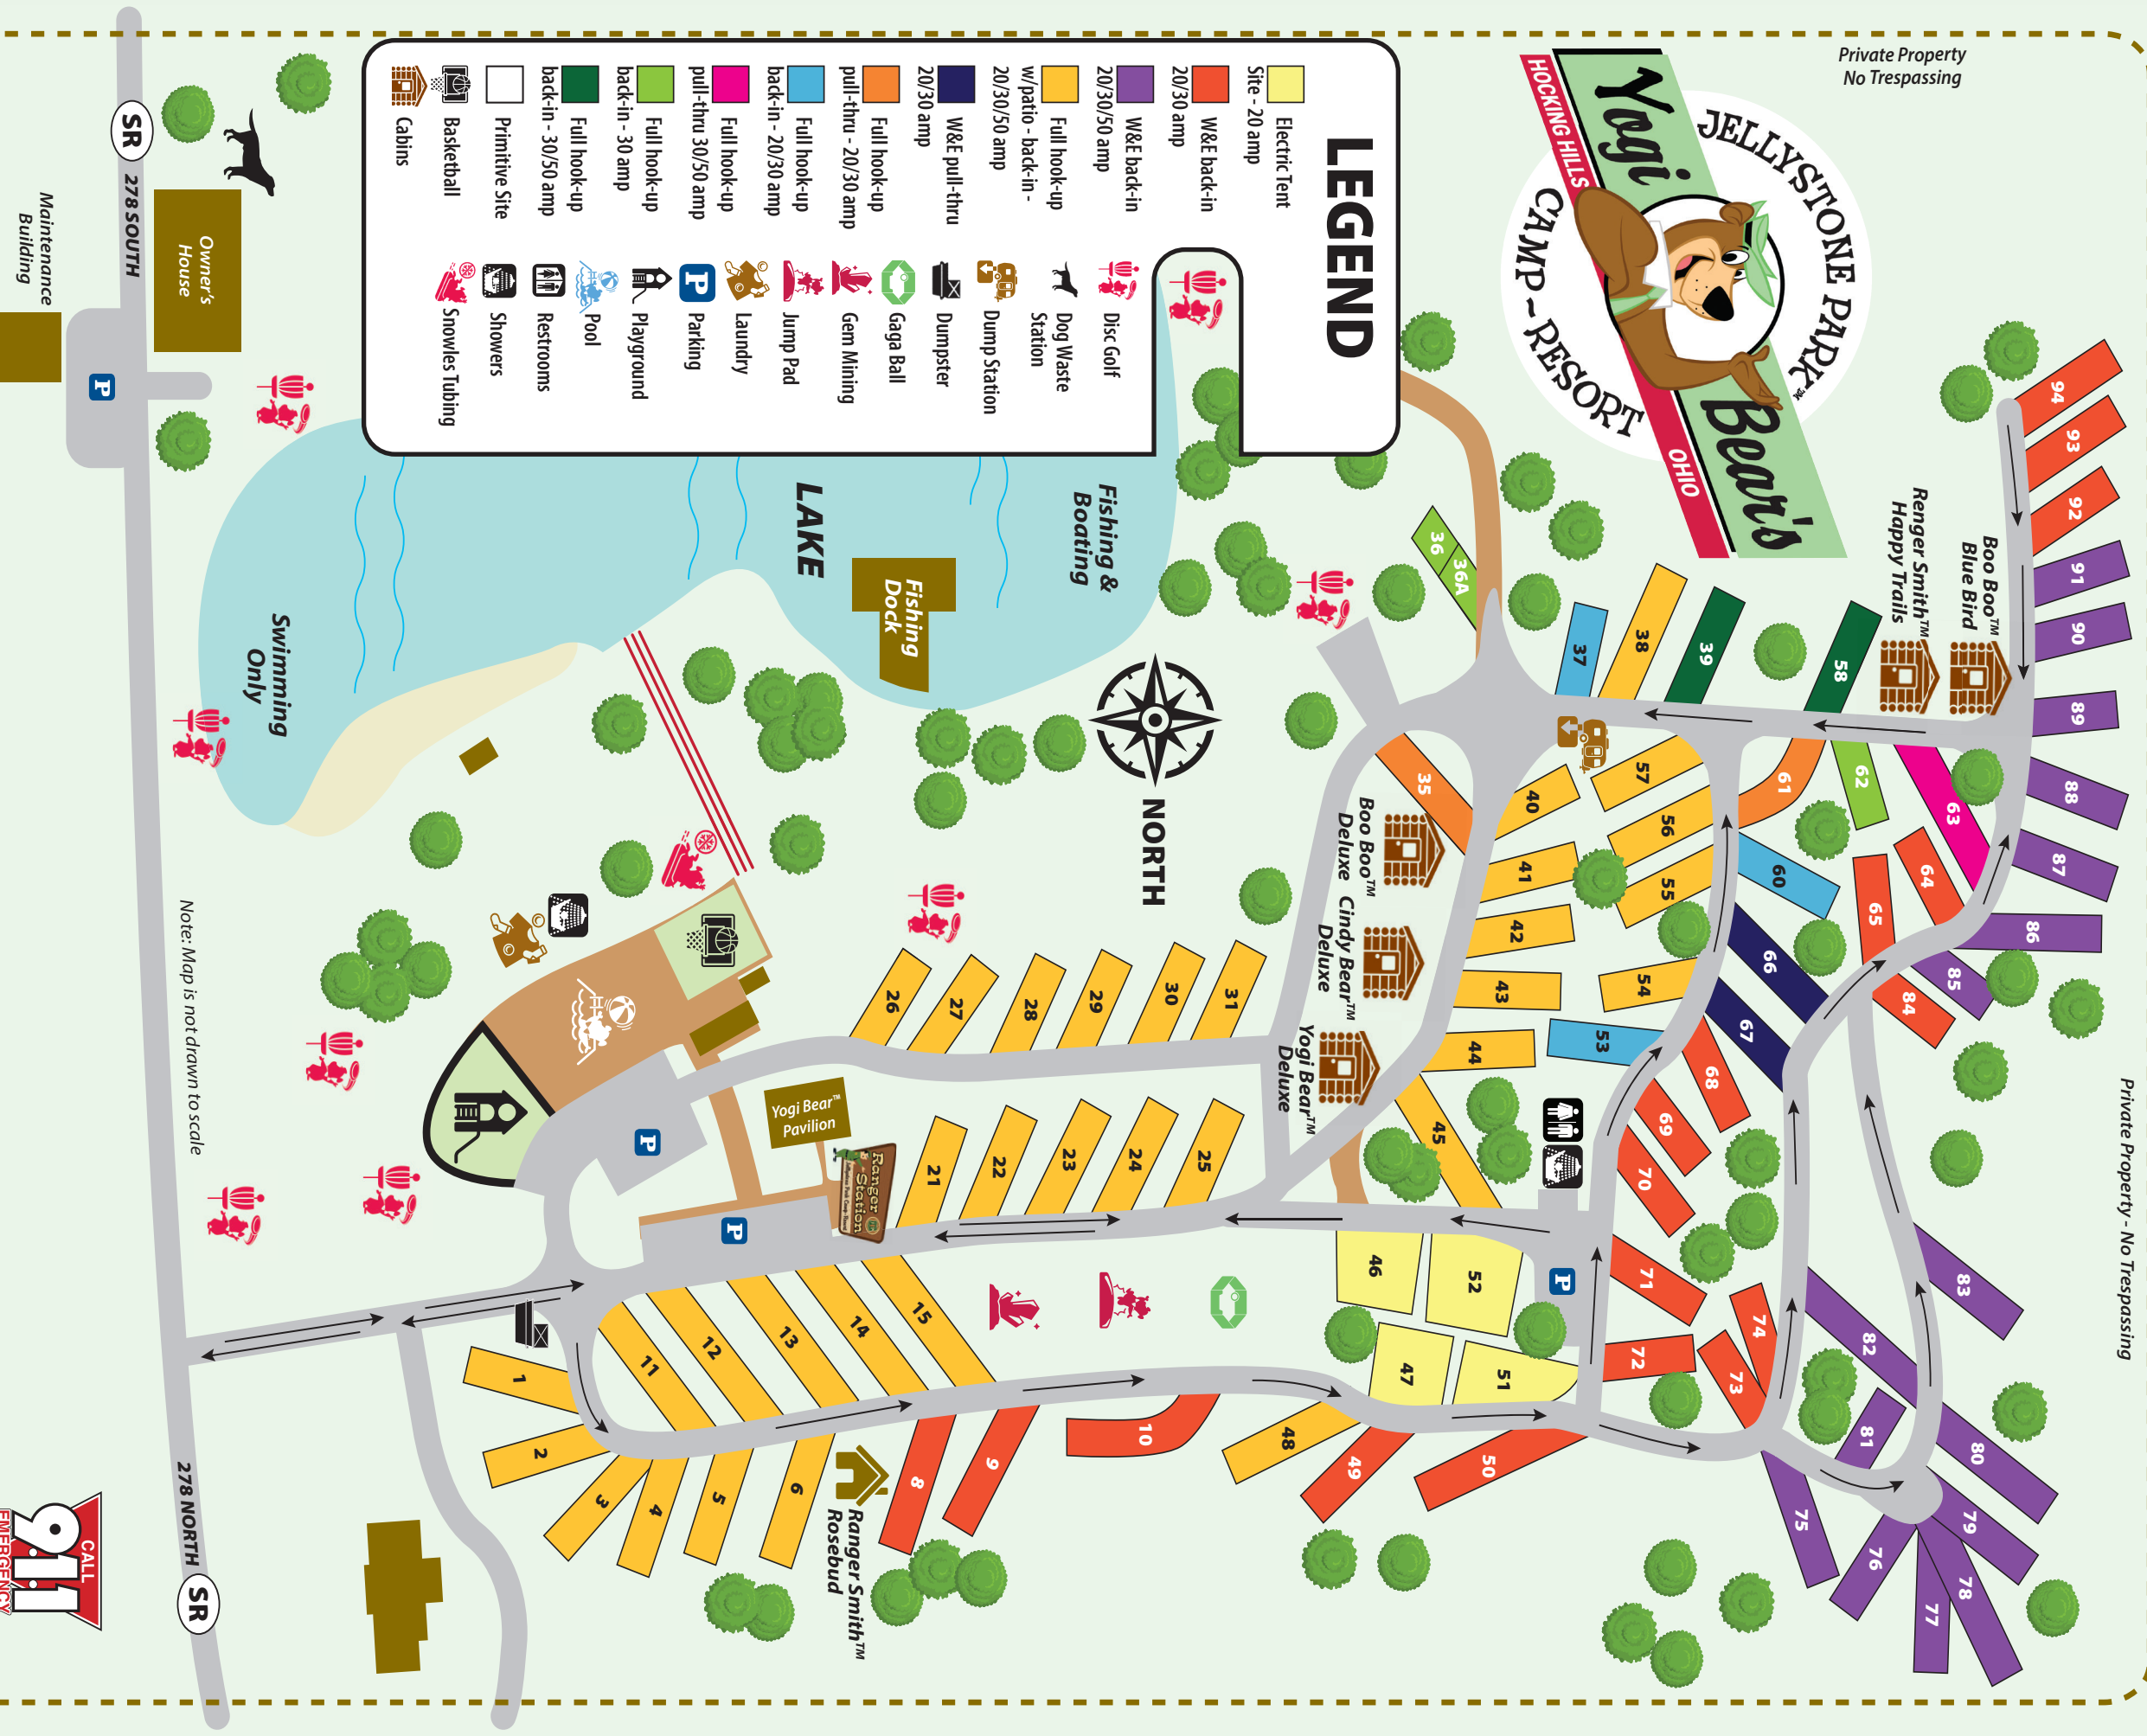 Private Property
No Trespassing
JELLYSTONE PARK™
Yogi Bear's
HOCKING HILLS OHIO
CAMP~RESORT
LEGEND
Electric Tent
Site - 20 amp
W&E back-in
20/30 amp
W&E back-in
20/30/50 amp
Full hook-up
w/patio - back-in -
20/30/50 amp
W&E pull-thru
20/30 amp
Full hook-up
pull-thru - 20/30 amp
Full hook-up
back-in - 20/30 amp
Full hook-up
pull-thru 30/50 amp
Full hook-up
back-in - 30 amp
Full hook-up
back-in - 30/50 amp
Primitive Site
Basketball
Cabins
Disc Golf
Dog Waste
Station
Dump Station
Dumpster
Gaga Ball
Gem Mining
Jump Pad
Laundry
P
Parking
Playground
Pool
Restrooms
Showers
Snowles Tubing
SR
278 SOUTH
Owner's
House
Maintenance
Building
P
Fishing &
Boating
LAKE
Fishing
Dock
Swimming
Only
NORTH
Note: Map is not drawn to scale
Renger Smith™
Happy Trails
Boo Boo™
Blue Bird
Boo Boo™
Deluxe
Cindy Bear™
Deluxe
Yogi Bear™
Deluxe
Yogi Bear™
Pavilion
Ranger
Station
P
P
P
Ranger Smith™
Rosebud
Private Property - No Trespassing
278 NORTH
SR
CALL
911
EMERGENCY
1
2
3
4
5
6
8
9
10
11
12
13
14
15
21
22
23
24
25
26
27
28
29
30
31
35
36
36A
37
38
39
40
41
42
43
44
45
46
47
48
49
50
51
52
53
54
55
56
57
58
60
61
62
63
64
65
66
67
68
69
70
71
72
73
74
75
76
77
78
79
80
81
82
83
84
85
86
87
88
89
90
91
92
93
94